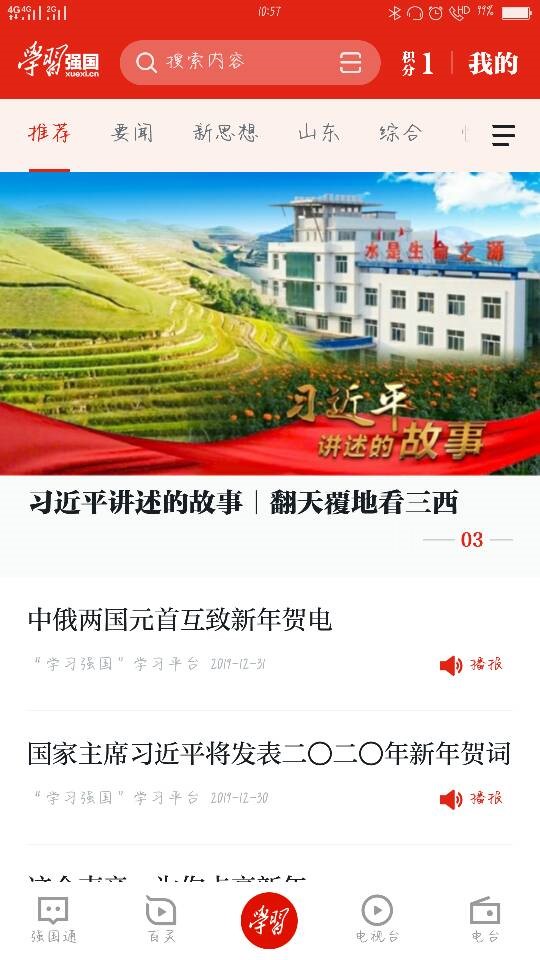 4G 4G 2G 10:57 HD 99%
学习强国
xuexi.cn
搜索内容
积分 1
我的
推荐 要闻 新思想 山东 综合
水是生命之源
习近平
讲述的故事
习近平讲述的故事｜翻天覆地看三西
03
中俄两国元首互致新年贺电
“学习强国”学习平台 2019-12-31 播报
国家主席习近平将发表二〇二〇年新年贺词
“学习强国”学习平台 2019-12-30 播报
强国通 百灵 学習 电视台 电台